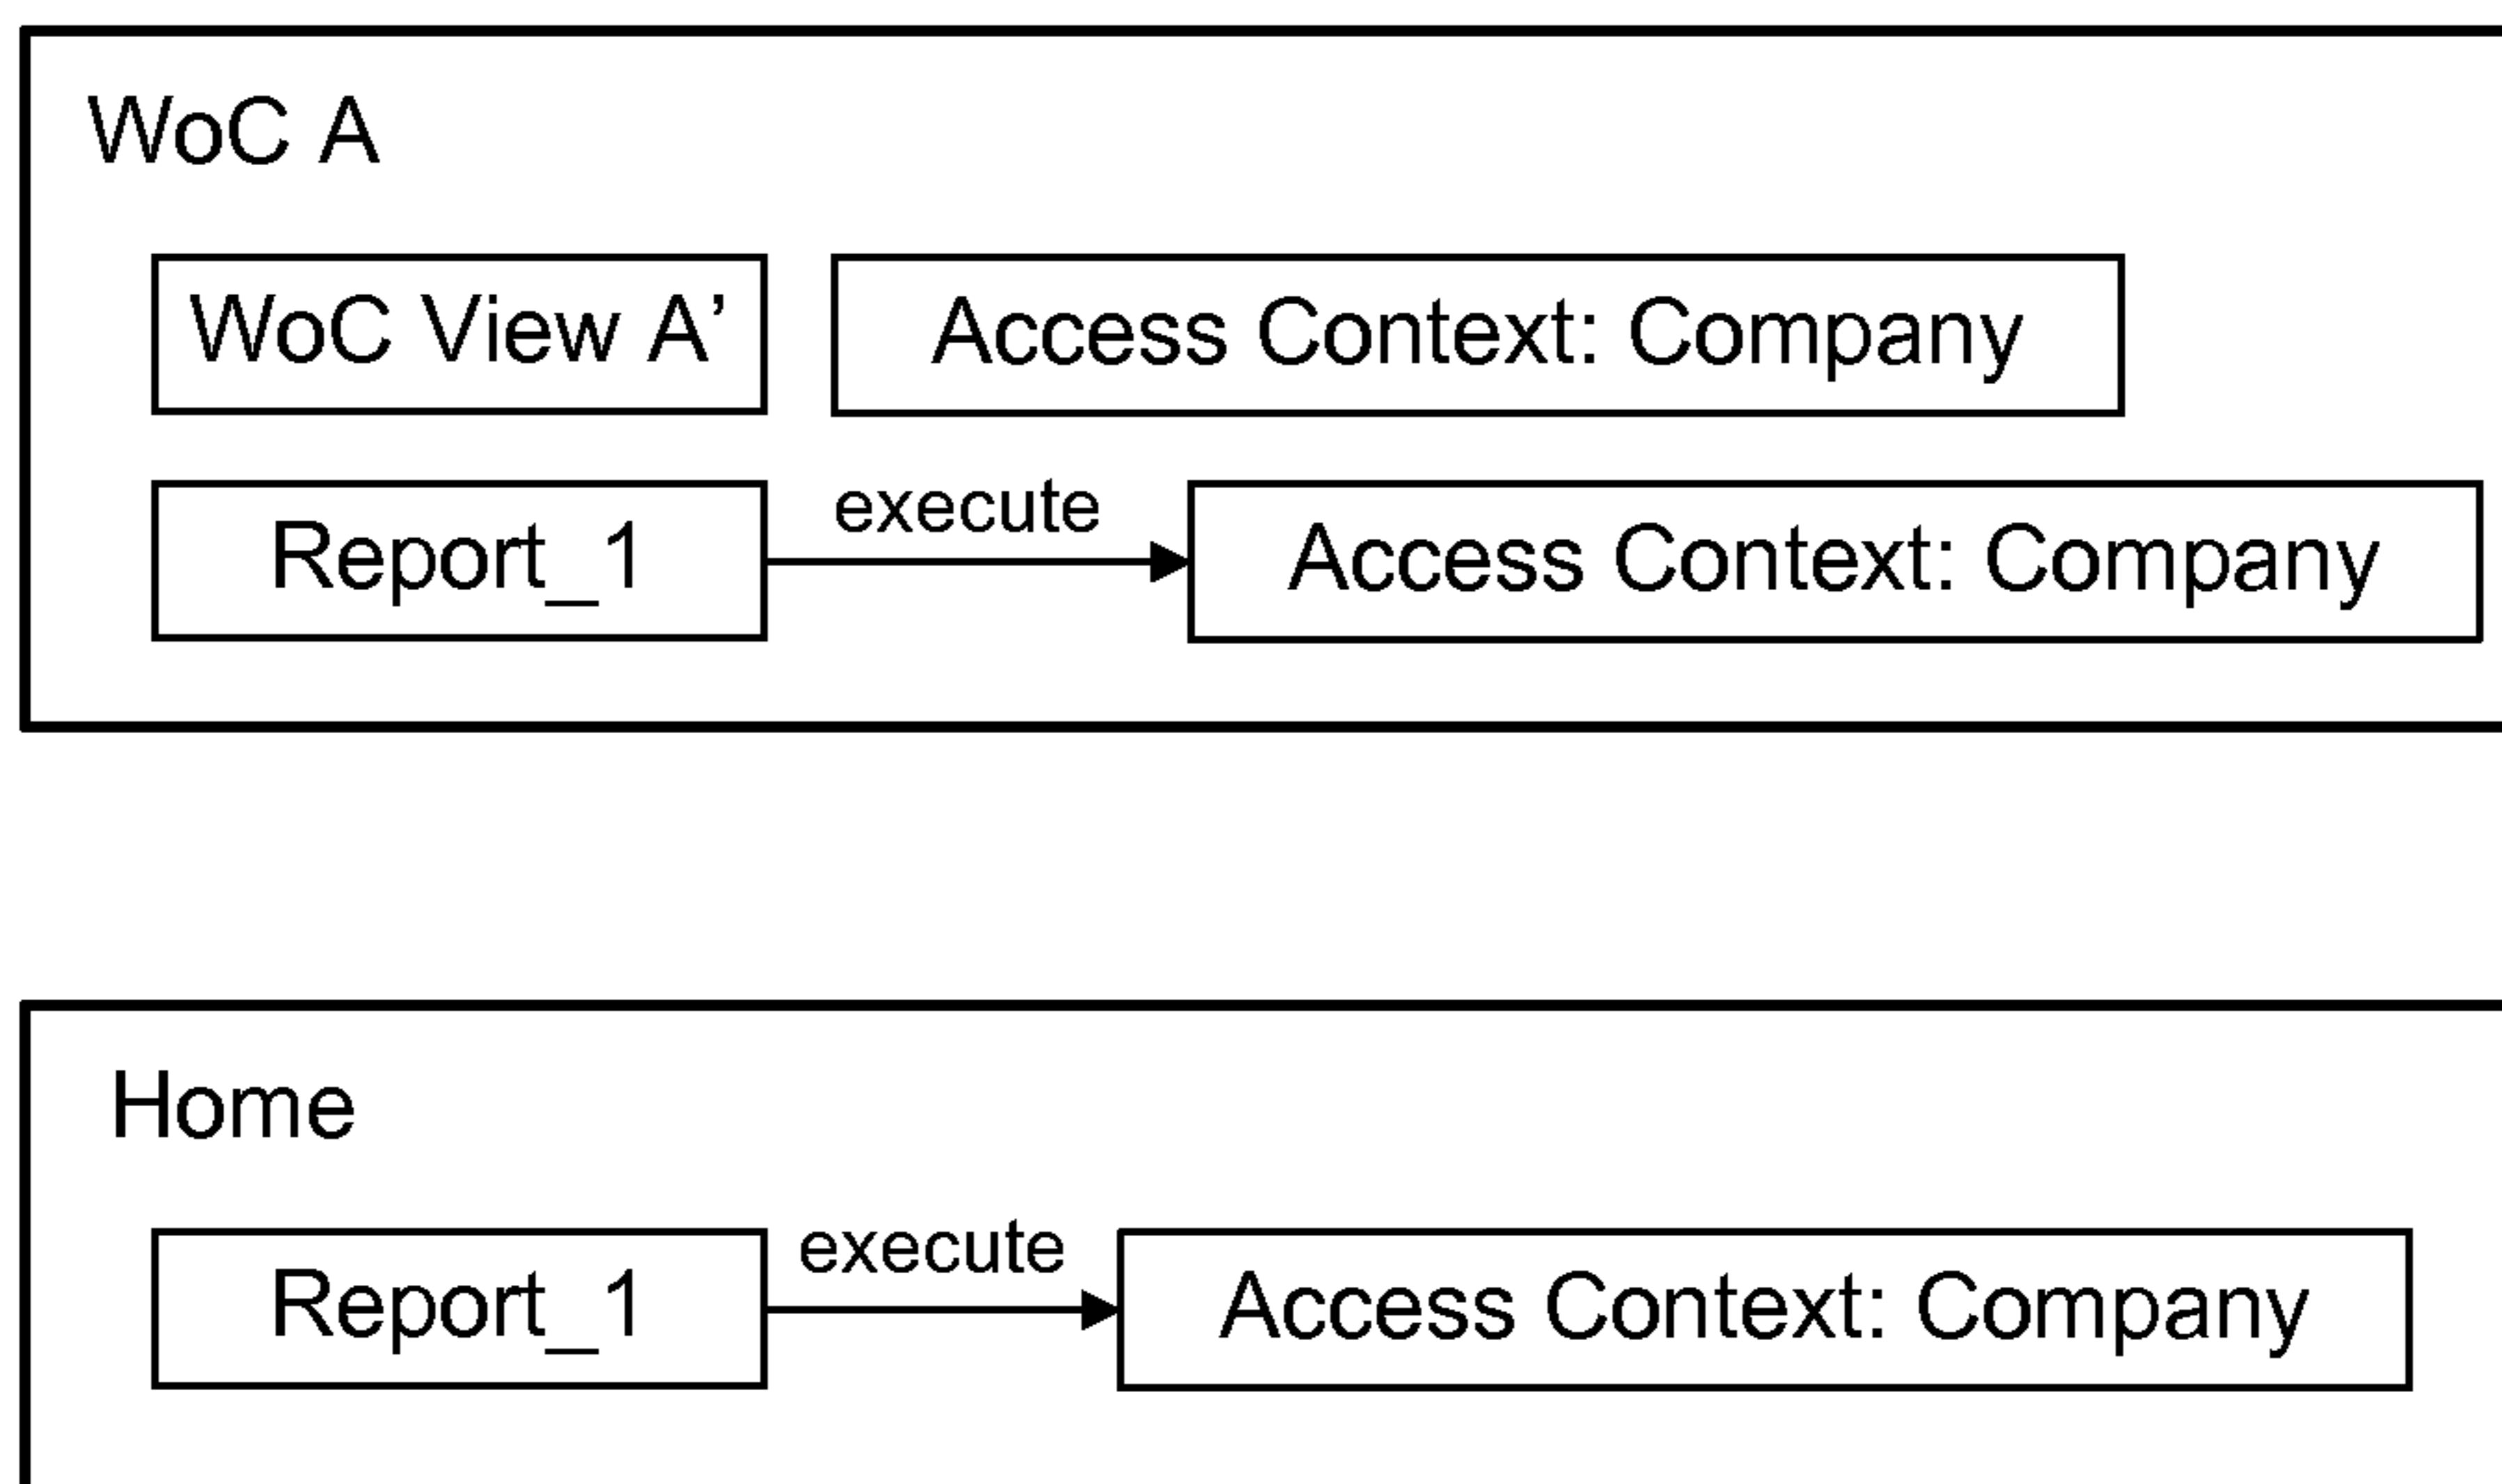 WoC A
WoC View A’ Access Context: Company
execute
Report_1 Access Context: Company
Home
execute
Report_1 Access Context: Company